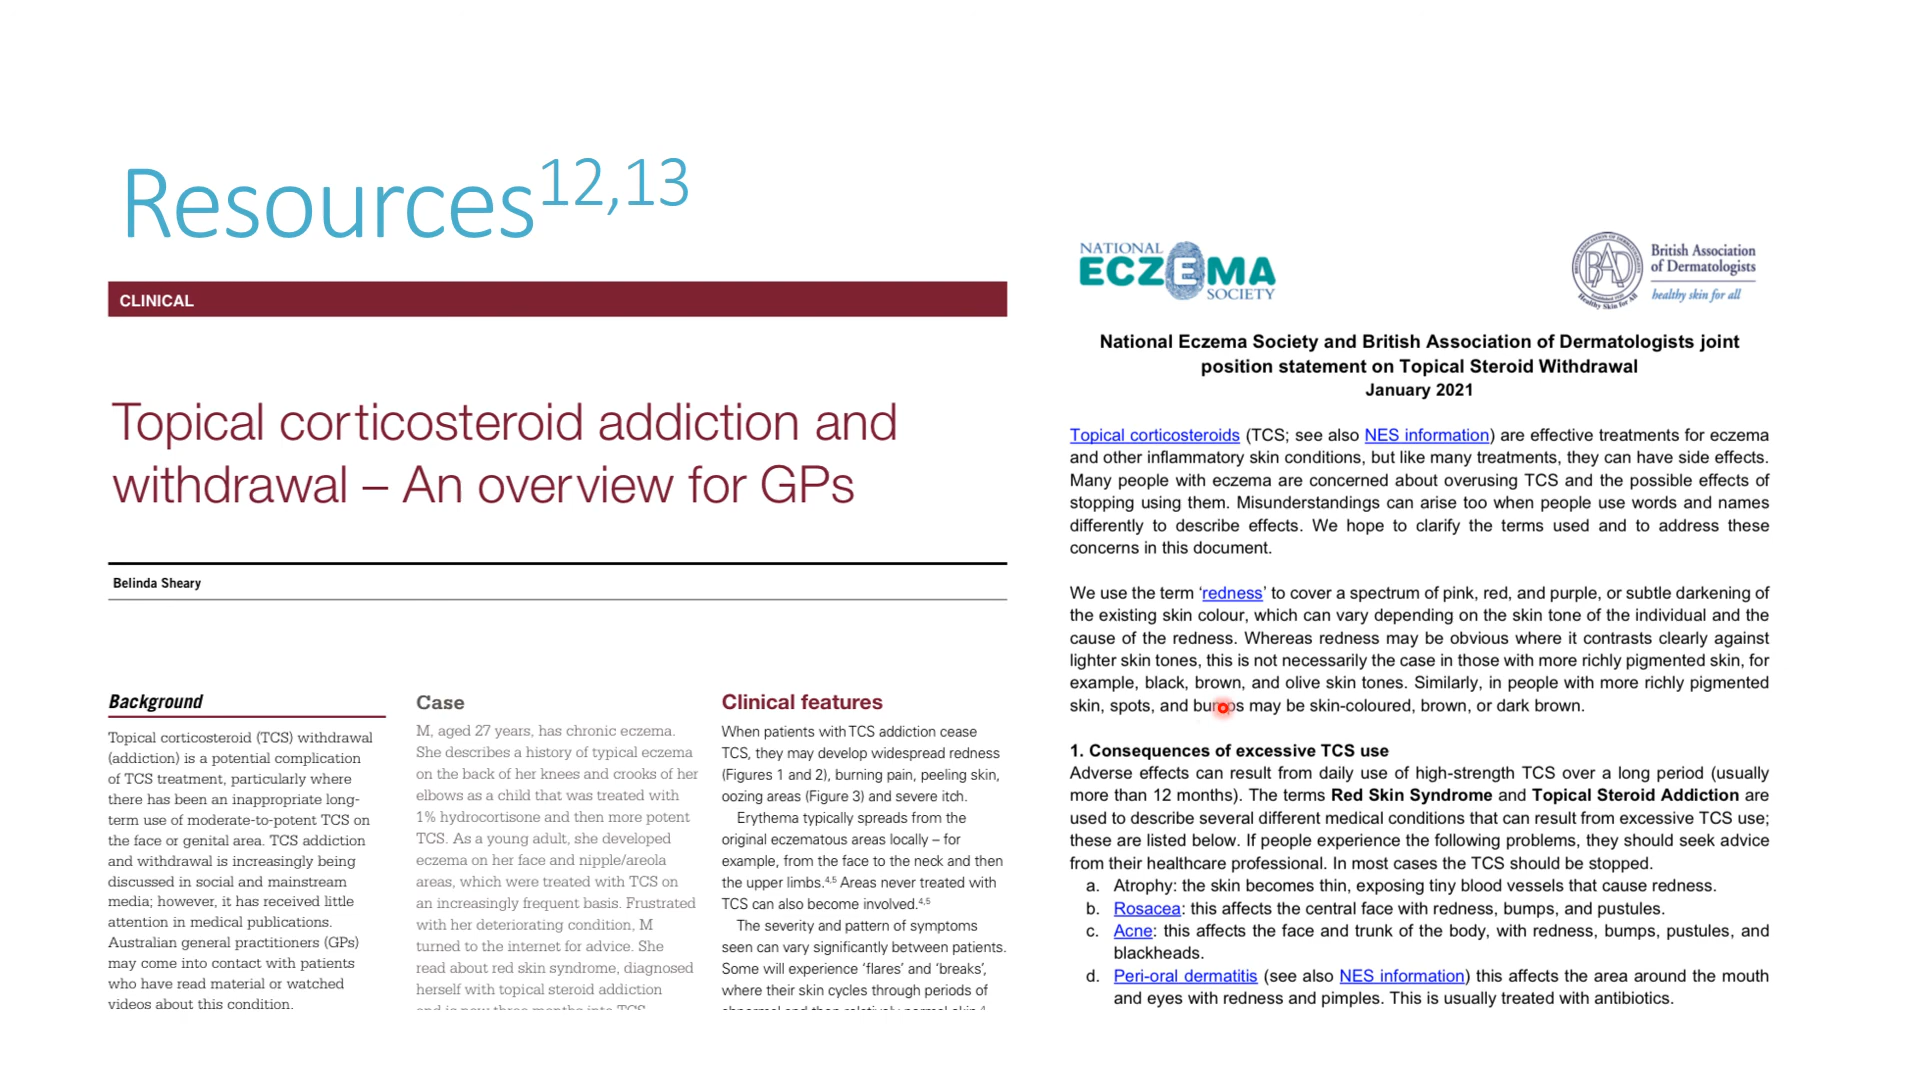 Resources12,13
CLINICAL
Topical corticosteroid addiction and
withdrawal – An overview for GPs
Belinda Sheary
Background
Topical corticosteroid (TCS) withdrawal
(addiction) is a potential complication
of TCS treatment, particularly where
there has been an inappropriate long-
term use of moderate-to-potent TCS on
the face or genital area. TCS addiction
and withdrawal is increasingly being
discussed in social and mainstream
media; however, it has received little
attention in medical publications.
Australian general practitioners (GPs)
may come into contact with patients
who have read material or watched
videos about this condition.
Case
M, aged 27 years, has chronic eczema.
She describes a history of typical eczema
on the back of her knees and crooks of her
elbows as a child that was treated with
1% hydrocortisone and then more potent
TCS. As a young adult, she developed
eczema on her face and nipple/areola
areas, which were treated with TCS on
an increasingly frequent basis. Frustrated
with her deteriorating condition, M
turned to the internet for advice. She
read about red skin syndrome, diagnosed
herself with topical steroid addiction
and is now three months into TCS
Clinical features
When patients with TCS addiction cease
TCS, they may develop widespread redness
(Figures 1 and 2), burning pain, peeling skin,
oozing areas (Figure 3) and severe itch.
Erythema typically spreads from the
original eczematous areas locally – for
example, from the face to the neck and then
the upper limbs.4,5 Areas never treated with
TCS can also become involved.4,5
The severity and pattern of symptoms
seen can vary significantly between patients.
Some will experience ‘flares’ and ‘breaks’,
where their skin cycles through periods of
abnormal and then relatively normal skin.4
NATIONAL
ECZEMA
SOCIETY
BAD
Healthy Skin for All
British Association
of Dermatologists
healthy skin for all
National Eczema Society and British Association of Dermatologists joint
position statement on Topical Steroid Withdrawal
January 2021
Topical corticosteroids (TCS; see also NES information) are effective treatments for eczema
and other inflammatory skin conditions, but like many treatments, they can have side effects.
Many people with eczema are concerned about overusing TCS and the possible effects of
stopping using them. Misunderstandings can arise too when people use words and names
differently to describe effects. We hope to clarify the terms used and to address these
concerns in this document.
We use the term ‘redness’ to cover a spectrum of pink, red, and purple, or subtle darkening of
the existing skin colour, which can vary depending on the skin tone of the individual and the
cause of the redness. Whereas redness may be obvious where it contrasts clearly against
lighter skin tones, this is not necessarily the case in those with more richly pigmented skin, for
example, black, brown, and olive skin tones. Similarly, in people with more richly pigmented
skin, spots, and bumps may be skin-coloured, brown, or dark brown.
1. Consequences of excessive TCS use
Adverse effects can result from daily use of high-strength TCS over a long period (usually
more than 12 months). The terms Red Skin Syndrome and Topical Steroid Addiction are
used to describe several different medical conditions that can result from excessive TCS use;
these are listed below. If people experience the following problems, they should seek advice
from their healthcare professional. In most cases the TCS should be stopped.
a. Atrophy: the skin becomes thin, exposing tiny blood vessels that cause redness.
b. Rosacea: this affects the central face with redness, bumps, and pustules.
c. Acne: this affects the face and trunk of the body, with redness, bumps, pustules, and
blackheads.
d. Peri-oral dermatitis (see also NES information) this affects the area around the mouth
and eyes with redness and pimples. This is usually treated with antibiotics.